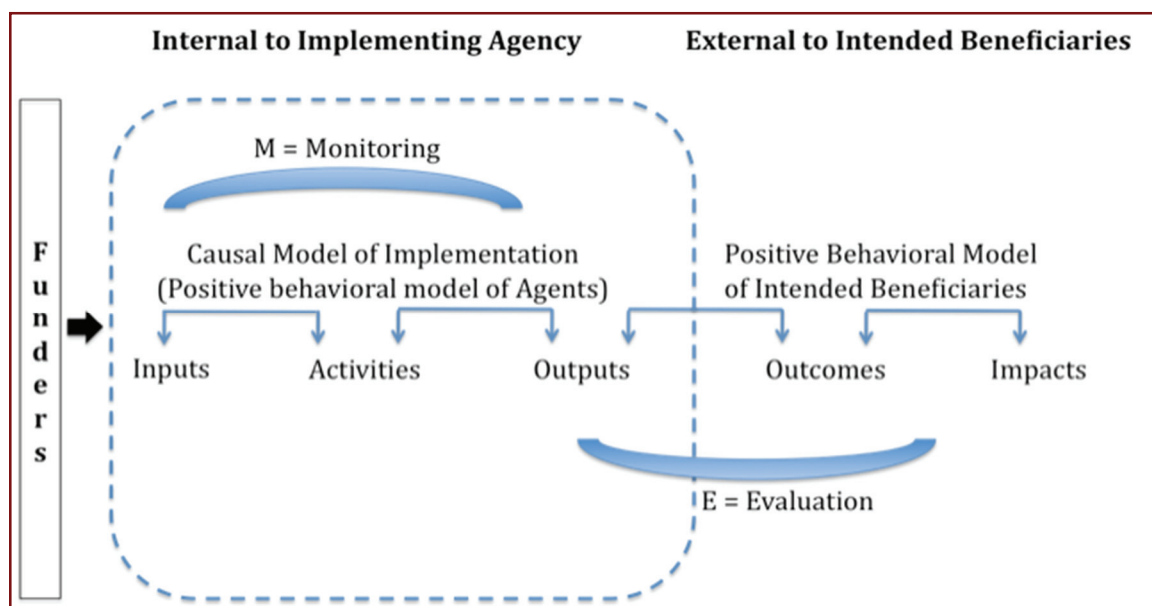 Internal to Implementing Agency
External to Intended Beneficiaries
Funders
M = Monitoring
Causal Model of Implementation
(Positive behavioral model of Agents)
Positive Behavioral Model
of Intended Beneficiaries
Inputs
Activities
Outputs
Outcomes
Impacts
E = Evaluation